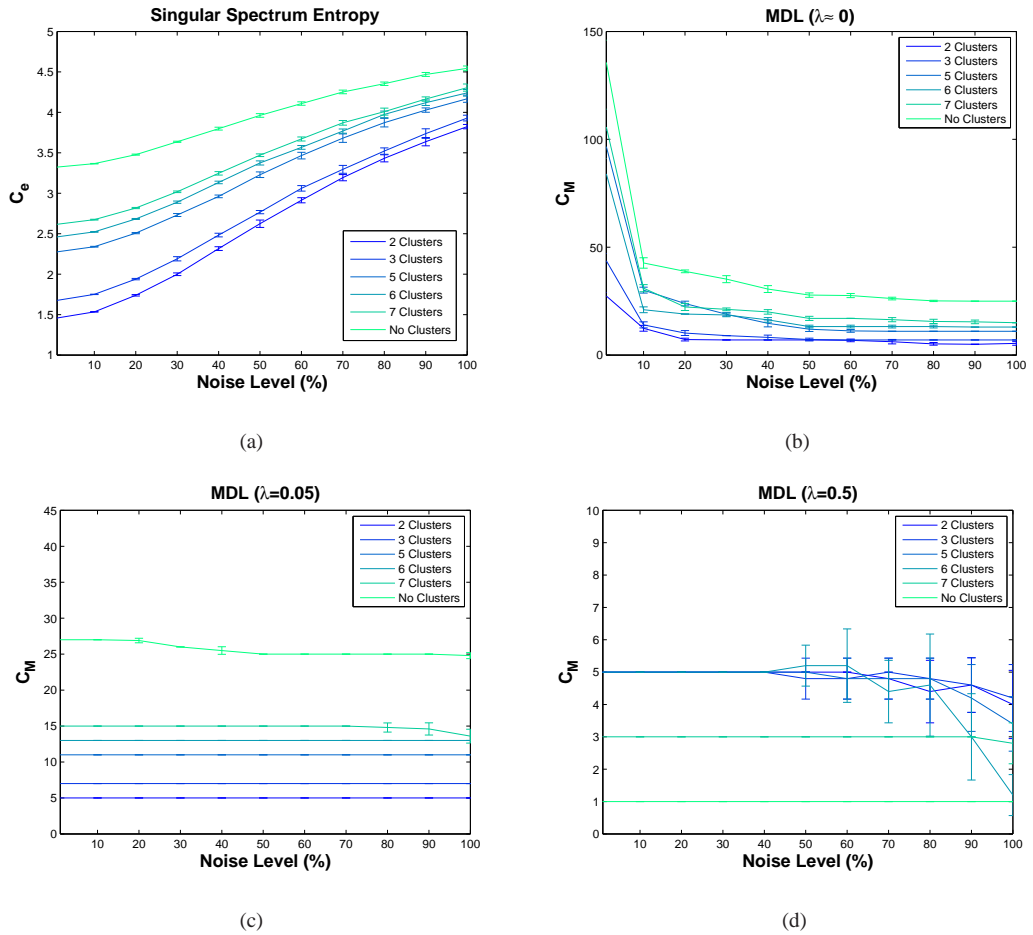 Singular Spectrum Entropy
5
4.5
4
3.5
3
2.5
2
1.5
1
C_e
2 Clusters
3 Clusters
5 Clusters
6 Clusters
7 Clusters
No Clusters
10 20 30 40 50 60 70 80 90 100
Noise Level (%)
(a)
MDL (λ≈ 0)
150
100
50
0
C_M
2 Clusters
3 Clusters
5 Clusters
6 Clusters
7 Clusters
No Clusters
10 20 30 40 50 60 70 80 90 100
Noise Level (%)
(b)
MDL (λ=0.05)
45
40
35
30
25
20
15
10
5
0
C_M
2 Clusters
3 Clusters
5 Clusters
6 Clusters
7 Clusters
No Clusters
10 20 30 40 50 60 70 80 90 100
Noise Level (%)
(c)
MDL (λ=0.5)
10
9
8
7
6
5
4
3
2
1
0
C_M
2 Clusters
3 Clusters
5 Clusters
6 Clusters
7 Clusters
No Clusters
10 20 30 40 50 60 70 80 90 100
Noise Level (%)
(d)